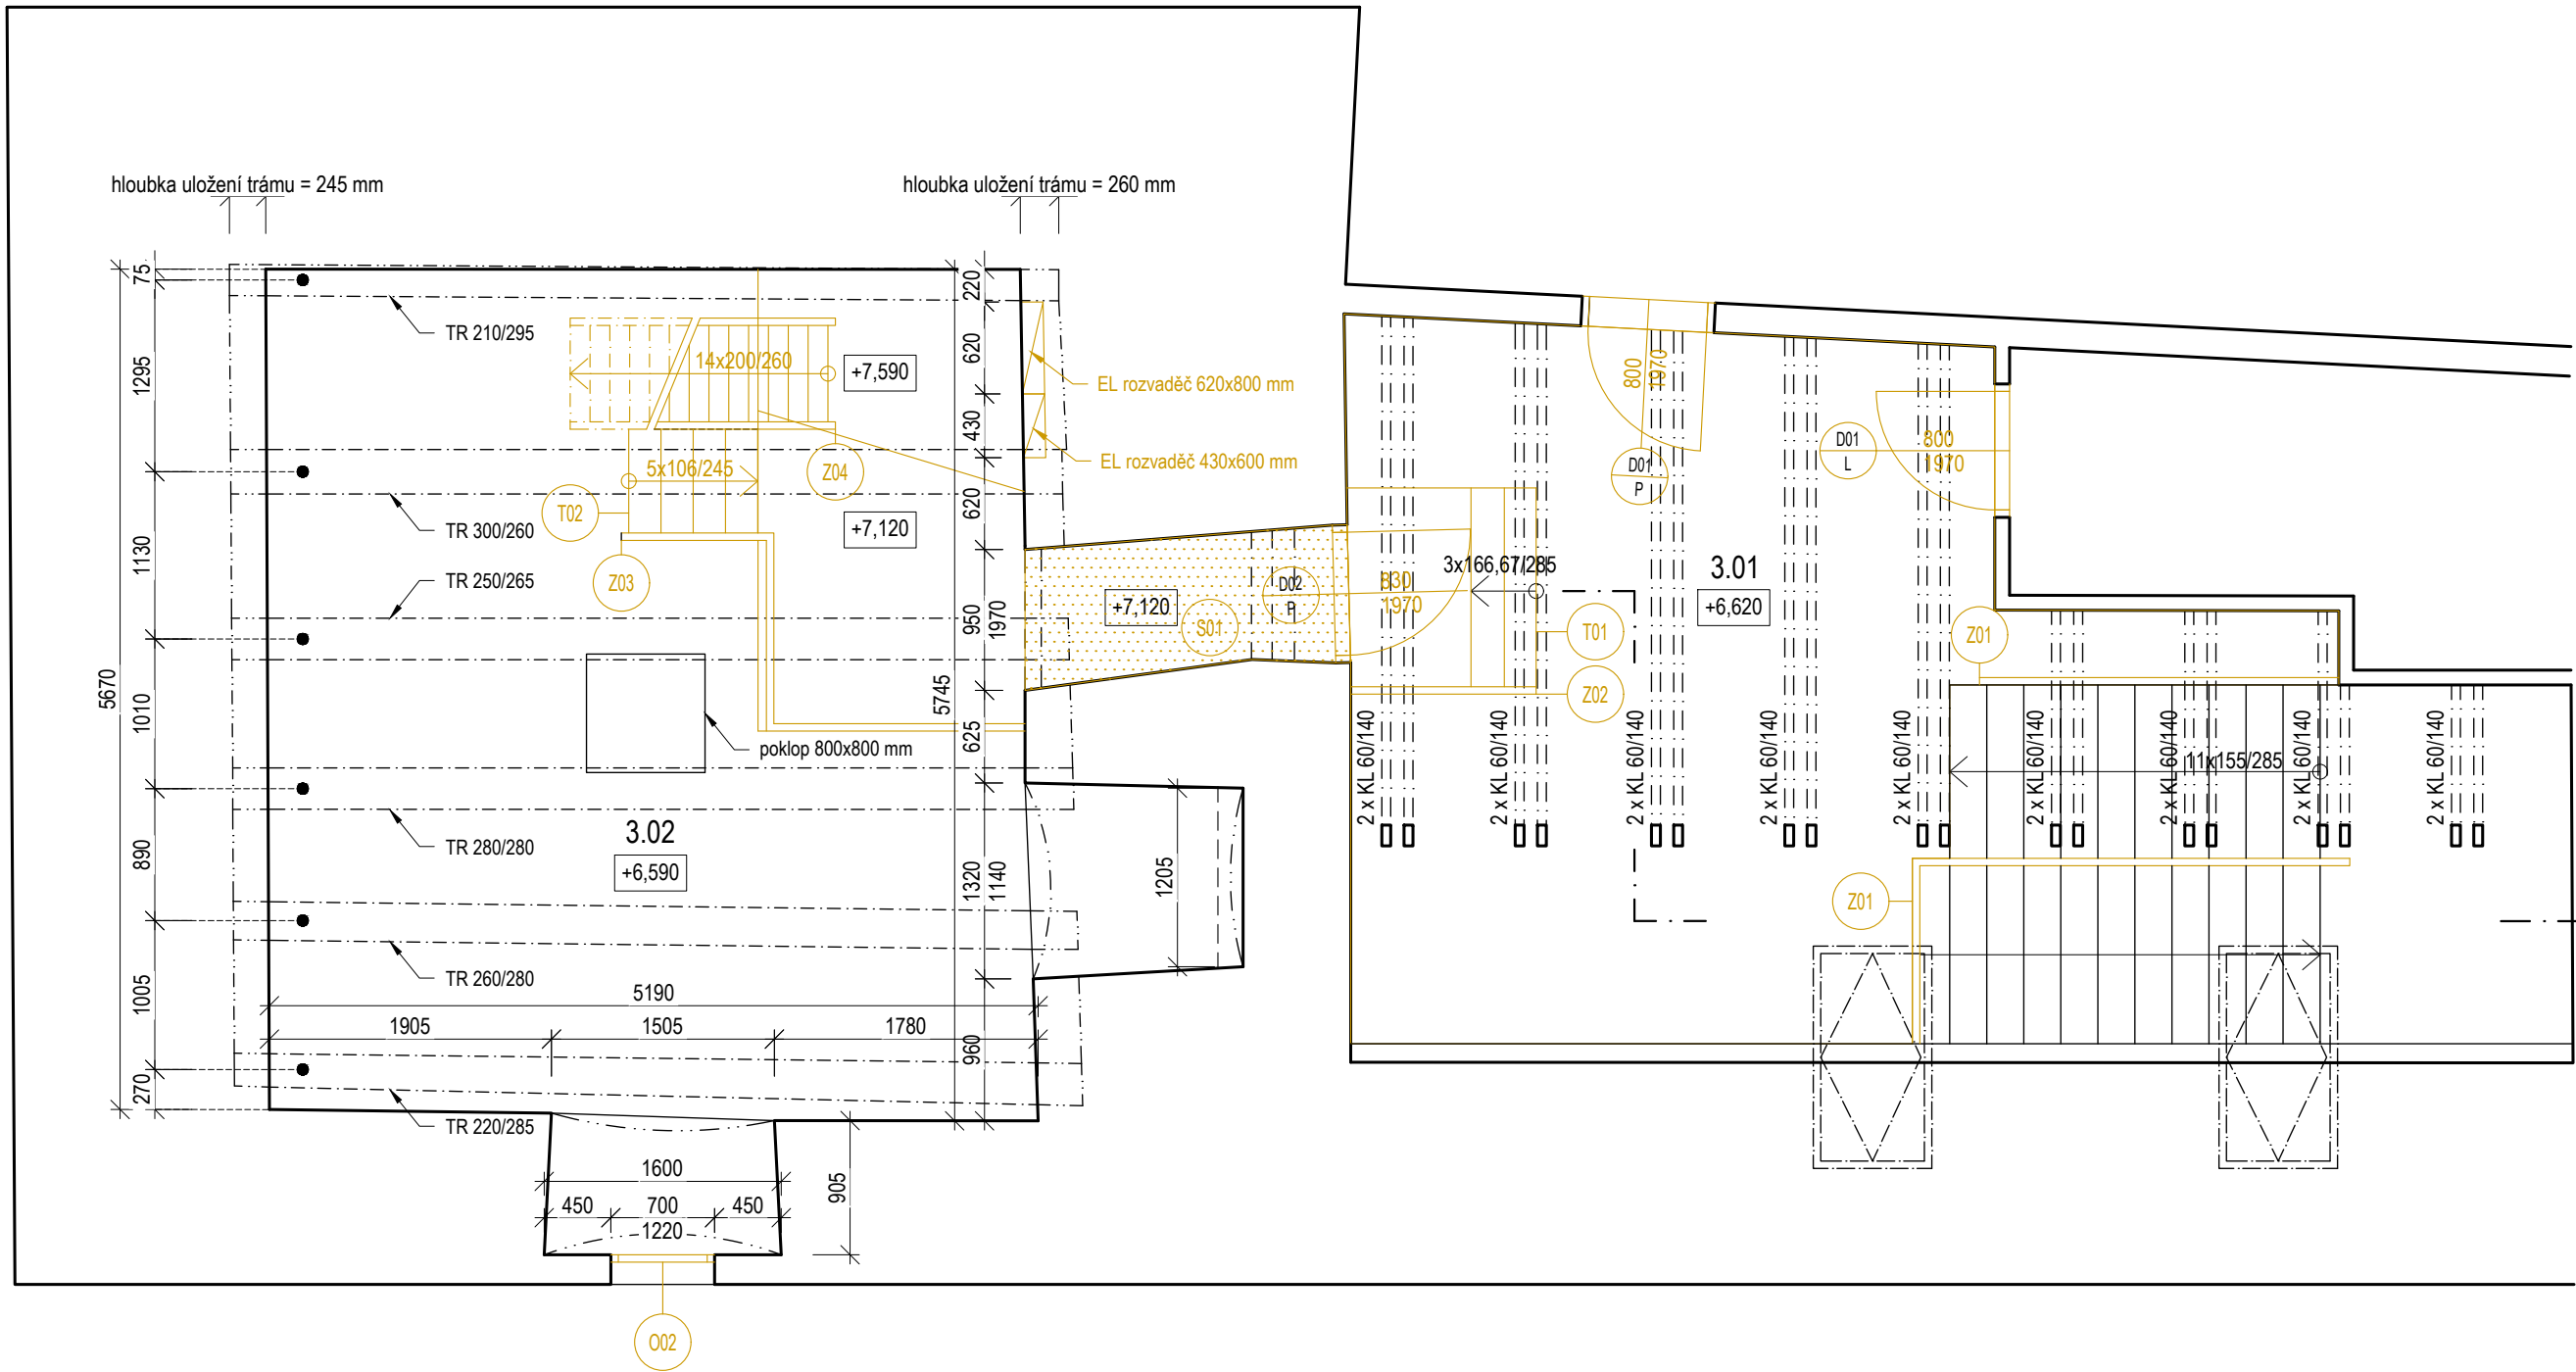 hloubka uložení trámu = 245 mm
hloubka uložení trámu = 260 mm
75
1295
1130
1010
890
1005
270
5670
TR 210/295
TR 300/260
TR 250/265
TR 280/280
TR 260/280
TR 220/285
14x200/260
+7,590
5x106/245
Z04
T02
+7,120
Z03
poklop 800x800 mm
3.02
+6,590
220
620
430
620
950
1970
625
1320
1140
960
5745
EL rozvaděč 620x800 mm
EL rozvaděč 430x600 mm
+7,120
S01
D02
P
830
1970
1205
5190
1905
1505
1780
1600
450
700
450
1220
905
O02
800
1970
D01
P
D01
L
800
1970
3x166,67/285
3.01
+6,620
T01
Z02
Z01
2 x KL 60/140
2 x KL 60/140
2 x KL 60/140
2 x KL 60/140
2 x KL 60/140
2 x KL 60/140
2 x KL 60/140
2 x KL 60/140
2 x KL 60/140
11x155/285
Z01